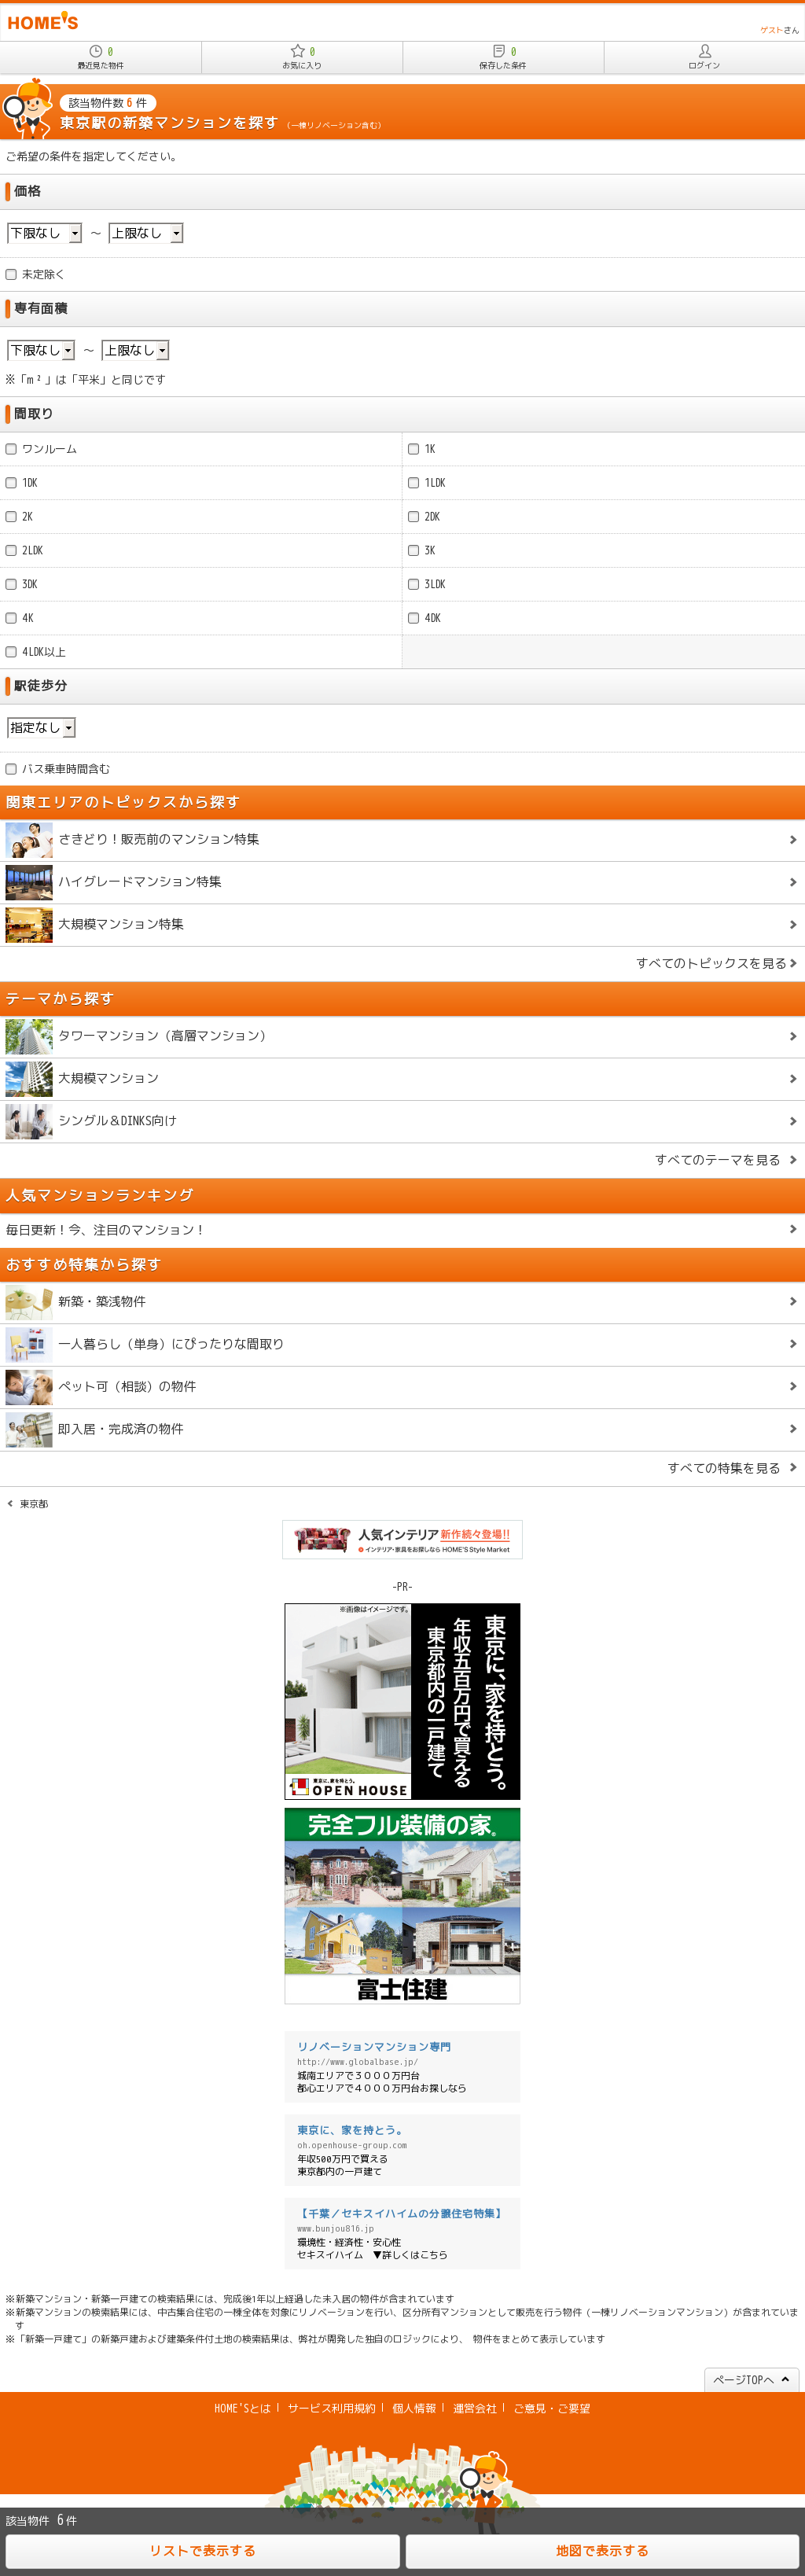 HOME'S
ゲストさん
0
最近見た物件
0
お気に入り
0
保存した条件
ログイン
該当物件数 6 件
東京駅の新築マンションを探す (一棟リノベーション含む)
ご希望の条件を指定してください。
価格
下限なし ～ 上限なし
未定除く
専有面積
下限なし ～ 上限なし
※「m²」は「平米」と同じです
間取り
ワンルーム
1K
1DK
1LDK
2K
2DK
2LDK
3K
3DK
3LDK
4K
4DK
4LDK以上
駅徒歩分
指定なし
バス乗車時間含む
関東エリアのトピックスから探す
さきどり！販売前のマンション特集
ハイグレードマンション特集
大規模マンション特集
すべてのトピックスを見る
テーマから探す
タワーマンション（高層マンション）
大規模マンション
シングル＆DINKS向け
すべてのテーマを見る
人気マンションランキング
毎日更新！今、注目のマンション！
おすすめ特集から探す
新築・築浅物件
一人暮らし（単身）にぴったりな間取り
ペット可（相談）の物件
即入居・完成済の物件
すべての特集を見る
東京都
人気インテリア新作続々登場!!
インテリア・家具をお探しなら HOME'S Style Market
-PR-
※画像はイメージです。
東京に、家を持とう。
年収五百万円で買える
東京都内の一戸建て
東京に、家を持とう。
OPEN HOUSE
完全フル装備の家®
富士住建
リノベーションマンション専門
http://www.globalbase.jp/
城南エリアで３０００万円台
都心エリアで４０００万円台お探しなら
東京に、家を持とう。
oh.openhouse-group.com
年収500万円で買える
東京都内の一戸建て
【千葉／セキスイハイムの分譲住宅特集】
www.bunjou816.jp
環境性・経済性・安心性
セキスイハイム　▼詳しくはこちら
※新築マンション・新築一戸建ての検索結果には、完成後1年以上経過した未入居の物件が含まれています
※新築マンションの検索結果には、中古集合住宅の一棟全体を対象にリノベーションを行い、区分所有マンションとして販売を行う物件（一棟リノベーションマンション）が含まれています
※「新築一戸建て」の新築戸建および建築条件付土地の検索結果は、弊社が開発した独自のロジックにより、 物件をまとめて表示しています
ページTOPへ
HOME'Sとは | サービス利用規約 | 個人情報 | 運営会社 | ご意見・ご要望
該当物件 6 件
リストで表示する
地図で表示する